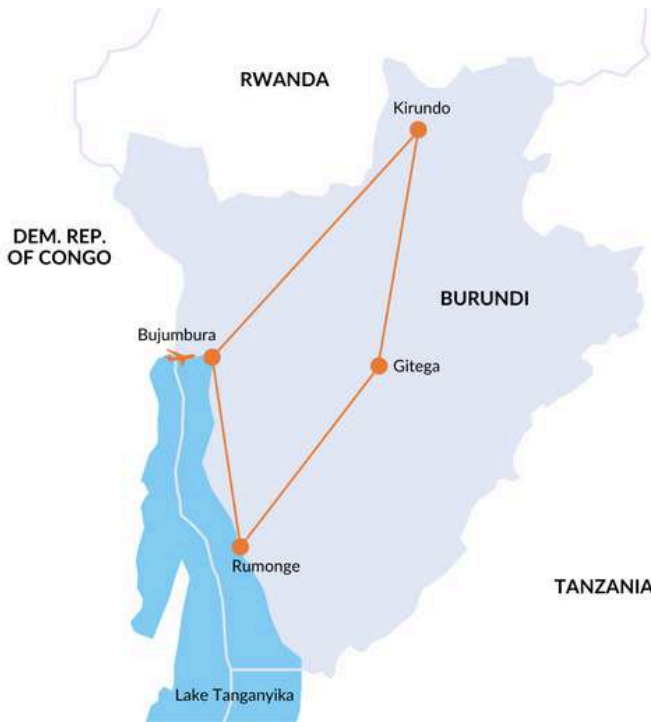 RWANDA
Kirundo
DEM. REP.
OF CONGO
BURUNDI
Bujumbura
Gitega
Rumonge
TANZANIA
Lake Tanganyika